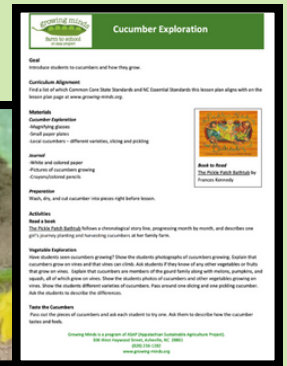 growing minds
farm to school
Cucumber Exploration
Goal
Introduce students to cucumbers and how they grow.
Curriculum Alignment
Find a list of which Common Core State Standards and NC Essential Standards this lesson plan aligns with on the
lesson plan page at www.growing-minds.org.
Materials
Cucumber Exploration
-Magnifying glasses
-Small paper plates
-Local cucumbers – different varieties, slicing and pickling
Journal
-White and colored paper
-Pictures of cucumbers growing
-Crayons/colored pencils
Book to Read
The Pickle Patch Bathtub by
Frances Kennedy
Preparation
Wash, dry, and cut cucumber into pieces right before lesson.
Activities
Read a book
The Pickle Patch Bathtub follows a chronological story line, progressing month by month, and describes one
girl's journey planting and harvesting cucumbers at her family farm.
Vegetable Exploration
Have students seen cucumbers growing? Show the students photographs of cucumbers growing. Explain that
cucumbers grow on vines and that vines can climb. Ask students if they know of any other vegetables or fruits
that grow on vines. Explain that cucumbers are members of the gourd family along with melons, pumpkins, and
squash, all of which grow on vines. Show the students photos of cucumbers and other vegetables growing on
vines. Show the students different varieties of cucumbers. Pass around one slicing and one pickling cucumber.
Ask the students to describe the differences.
Taste the Cucumbers
Pass out the pieces of cucumbers and ask each student to try one. Ask them to describe how the cucumber
tastes and feels.
Growing Minds is a program of ASAP (Appalachian Sustainable Agriculture Project)
306 West Haywood Street, Asheville, NC 28801
(828) 236-1282
www.growing-minds.org